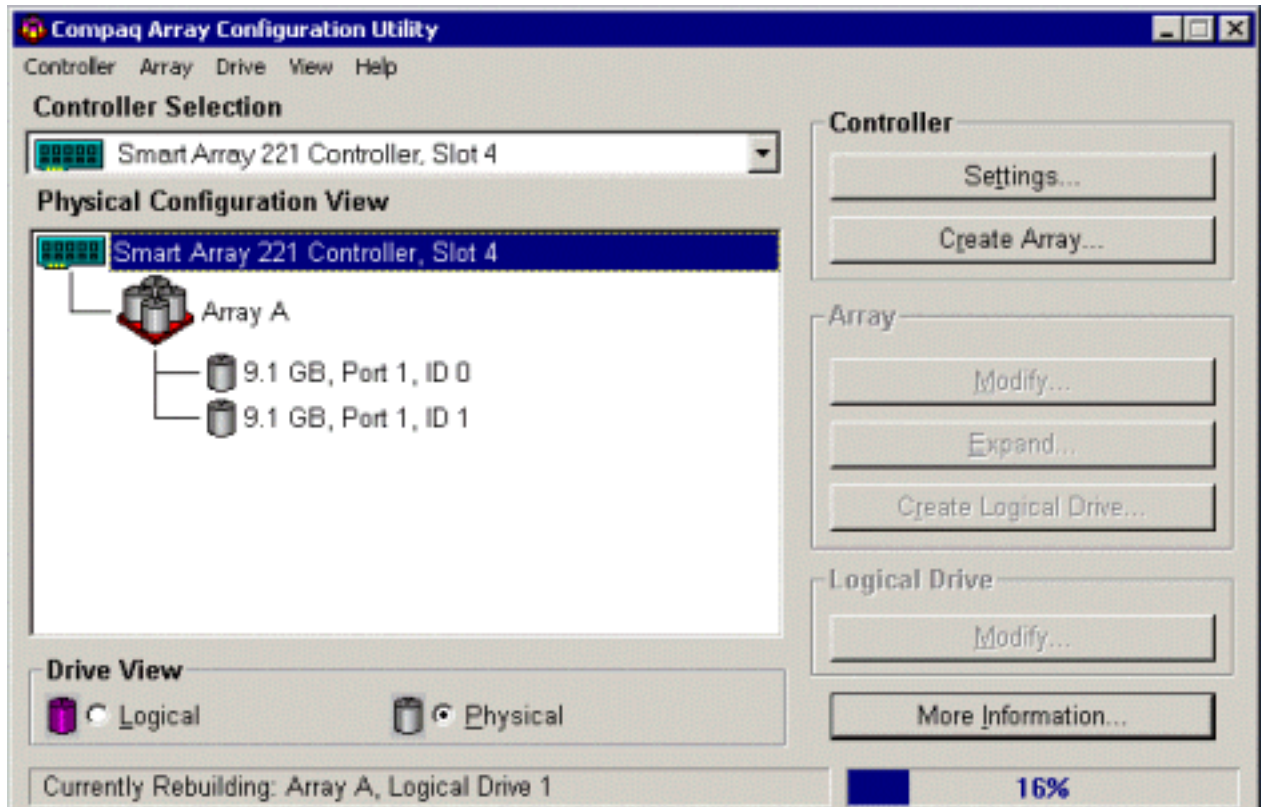 Compaq Array Configuration Utility
Controller Array Drive View Help
Controller Selection
Smart Array 221 Controller, Slot 4
Physical Configuration View
Smart Array 221 Controller, Slot 4
Array A
9.1 GB, Port 1, ID 0
9.1 GB, Port 1, ID 1
Drive View
Logical
Physical
Controller
Settings...
Create Array...
Array
Modify...
Expand...
Create Logical Drive...
Logical Drive
Modify...
More Information...
Currently Rebuilding: Array A, Logical Drive 1
16%